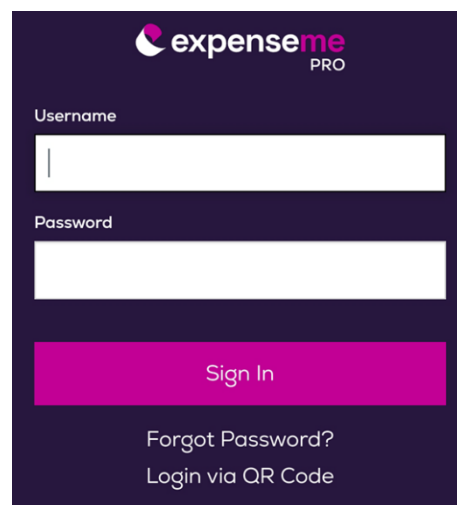 expenseme
PRO
Username
Password
Sign In
Forgot Password?
Login via QR Code